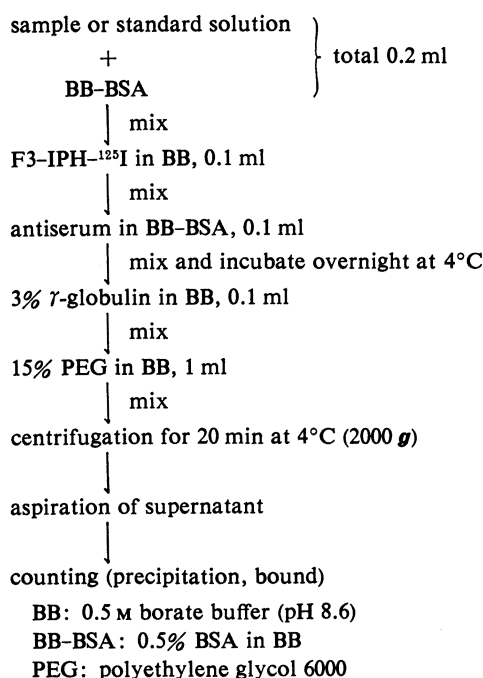 sample or standard solution
+
total 0.2 ml
BB–BSA
mix
F3–IPH–¹²⁵I in BB, 0.1 ml
mix
antiserum in BB–BSA, 0.1 ml
mix and incubate overnight at 4°C
3% γ-globulin in BB, 0.1 ml
mix
15% PEG in BB, 1 ml
mix
centrifugation for 20 min at 4°C (2000 g)
aspiration of supernatant
counting (precipitation, bound)
BB: 0.5 M borate buffer (pH 8.6)
BB–BSA: 0.5% BSA in BB
PEG: polyethylene glycol 6000